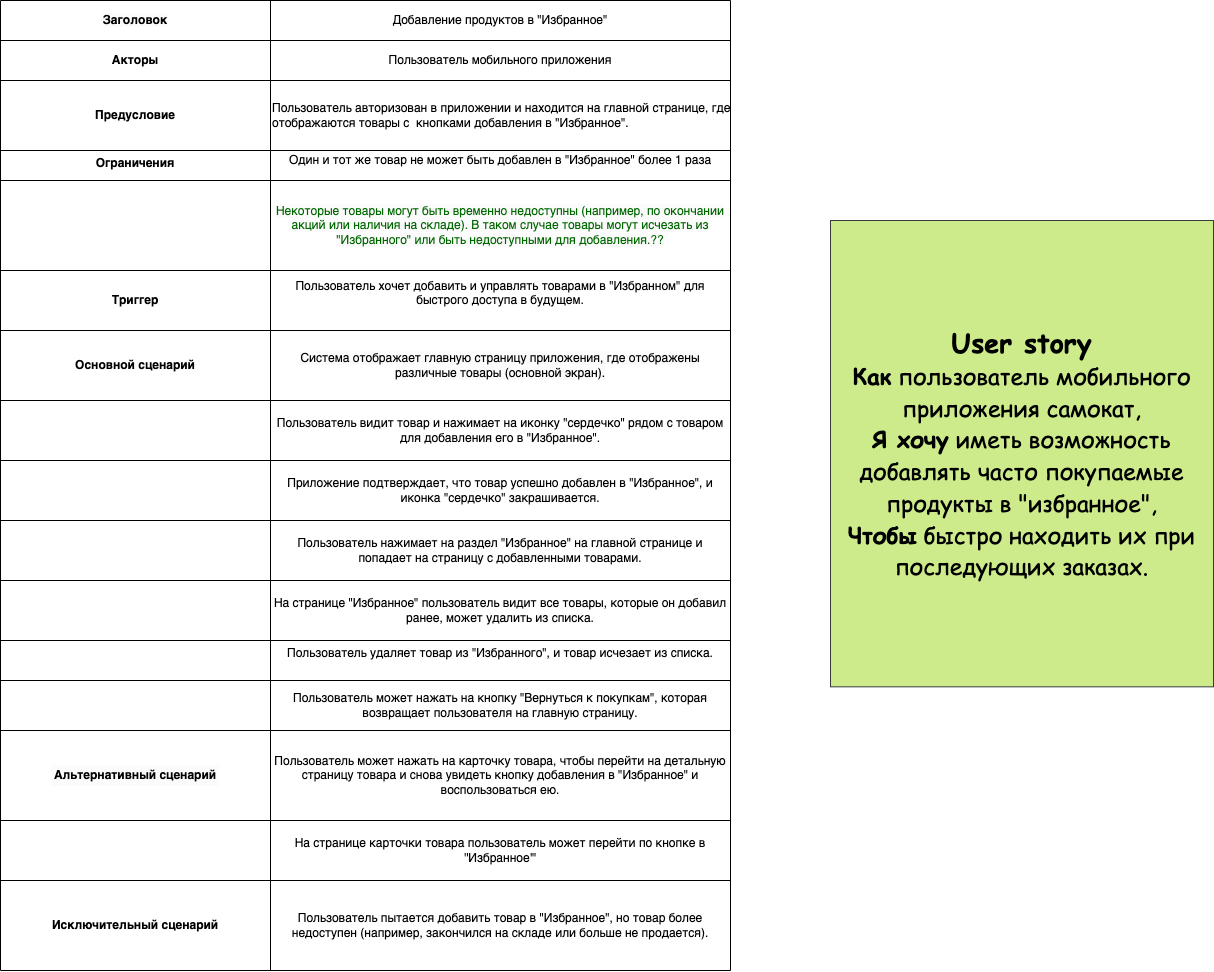 Заголовок
Добавление продуктов в "Избранное"
Акторы
Пользователь мобильного приложения
Предусловие
Пользователь авторизован в приложении и находится на главной странице, где
отображаются товары с  кнопками добавления в "Избранное".
Ограничения
Один и тот же товар не может быть добавлен в "Избранное" более 1 раза
Некоторые товары могут быть временно недоступны (например, по окончании
акций или наличия на складе). В таком случае товары могут исчезать из
"Избранного" или быть недоступными для добавления.??
Триггер
Пользователь хочет добавить и управлять товарами в "Избранном" для
быстрого доступа в будущем.
Основной сценарий
Система отображает главную страницу приложения, где отображены
различные товары (основной экран).
Пользователь видит товар и нажимает на иконку "сердечко" рядом с товаром
для добавления его в "Избранное".
Приложение подтверждает, что товар успешно добавлен в "Избранное", и
иконка "сердечко" закрашивается.
Пользователь нажимает на раздел "Избранное" на главной странице и
попадает на страницу с добавленными товарами.
На странице "Избранное" пользователь видит все товары, которые он добавил
ранее, может удалить из списка.
Пользователь удаляет товар из "Избранного", и товар исчезает из списка.
Пользователь может нажать на кнопку "Вернуться к покупкам", которая
возвращает пользователя на главную страницу.
Альтернативный сценарий
Пользователь может нажать на карточку товара, чтобы перейти на детальную
страницу товара и снова увидеть кнопку добавления в "Избранное" и
воспользоваться ею.
На странице карточки товара пользователь может перейти по кнопке в
"Избранное'"
Исключительный сценарий
Пользователь пытается добавить товар в "Избранное", но товар более
недоступен (например, закончился на складе или больше не продается).
User story
Как пользователь мобильного
приложения самокат,
Я хочу иметь возможность
добавлять часто покупаемые
продукты в "избранное",
Чтобы быстро находить их при
последующих заказах.